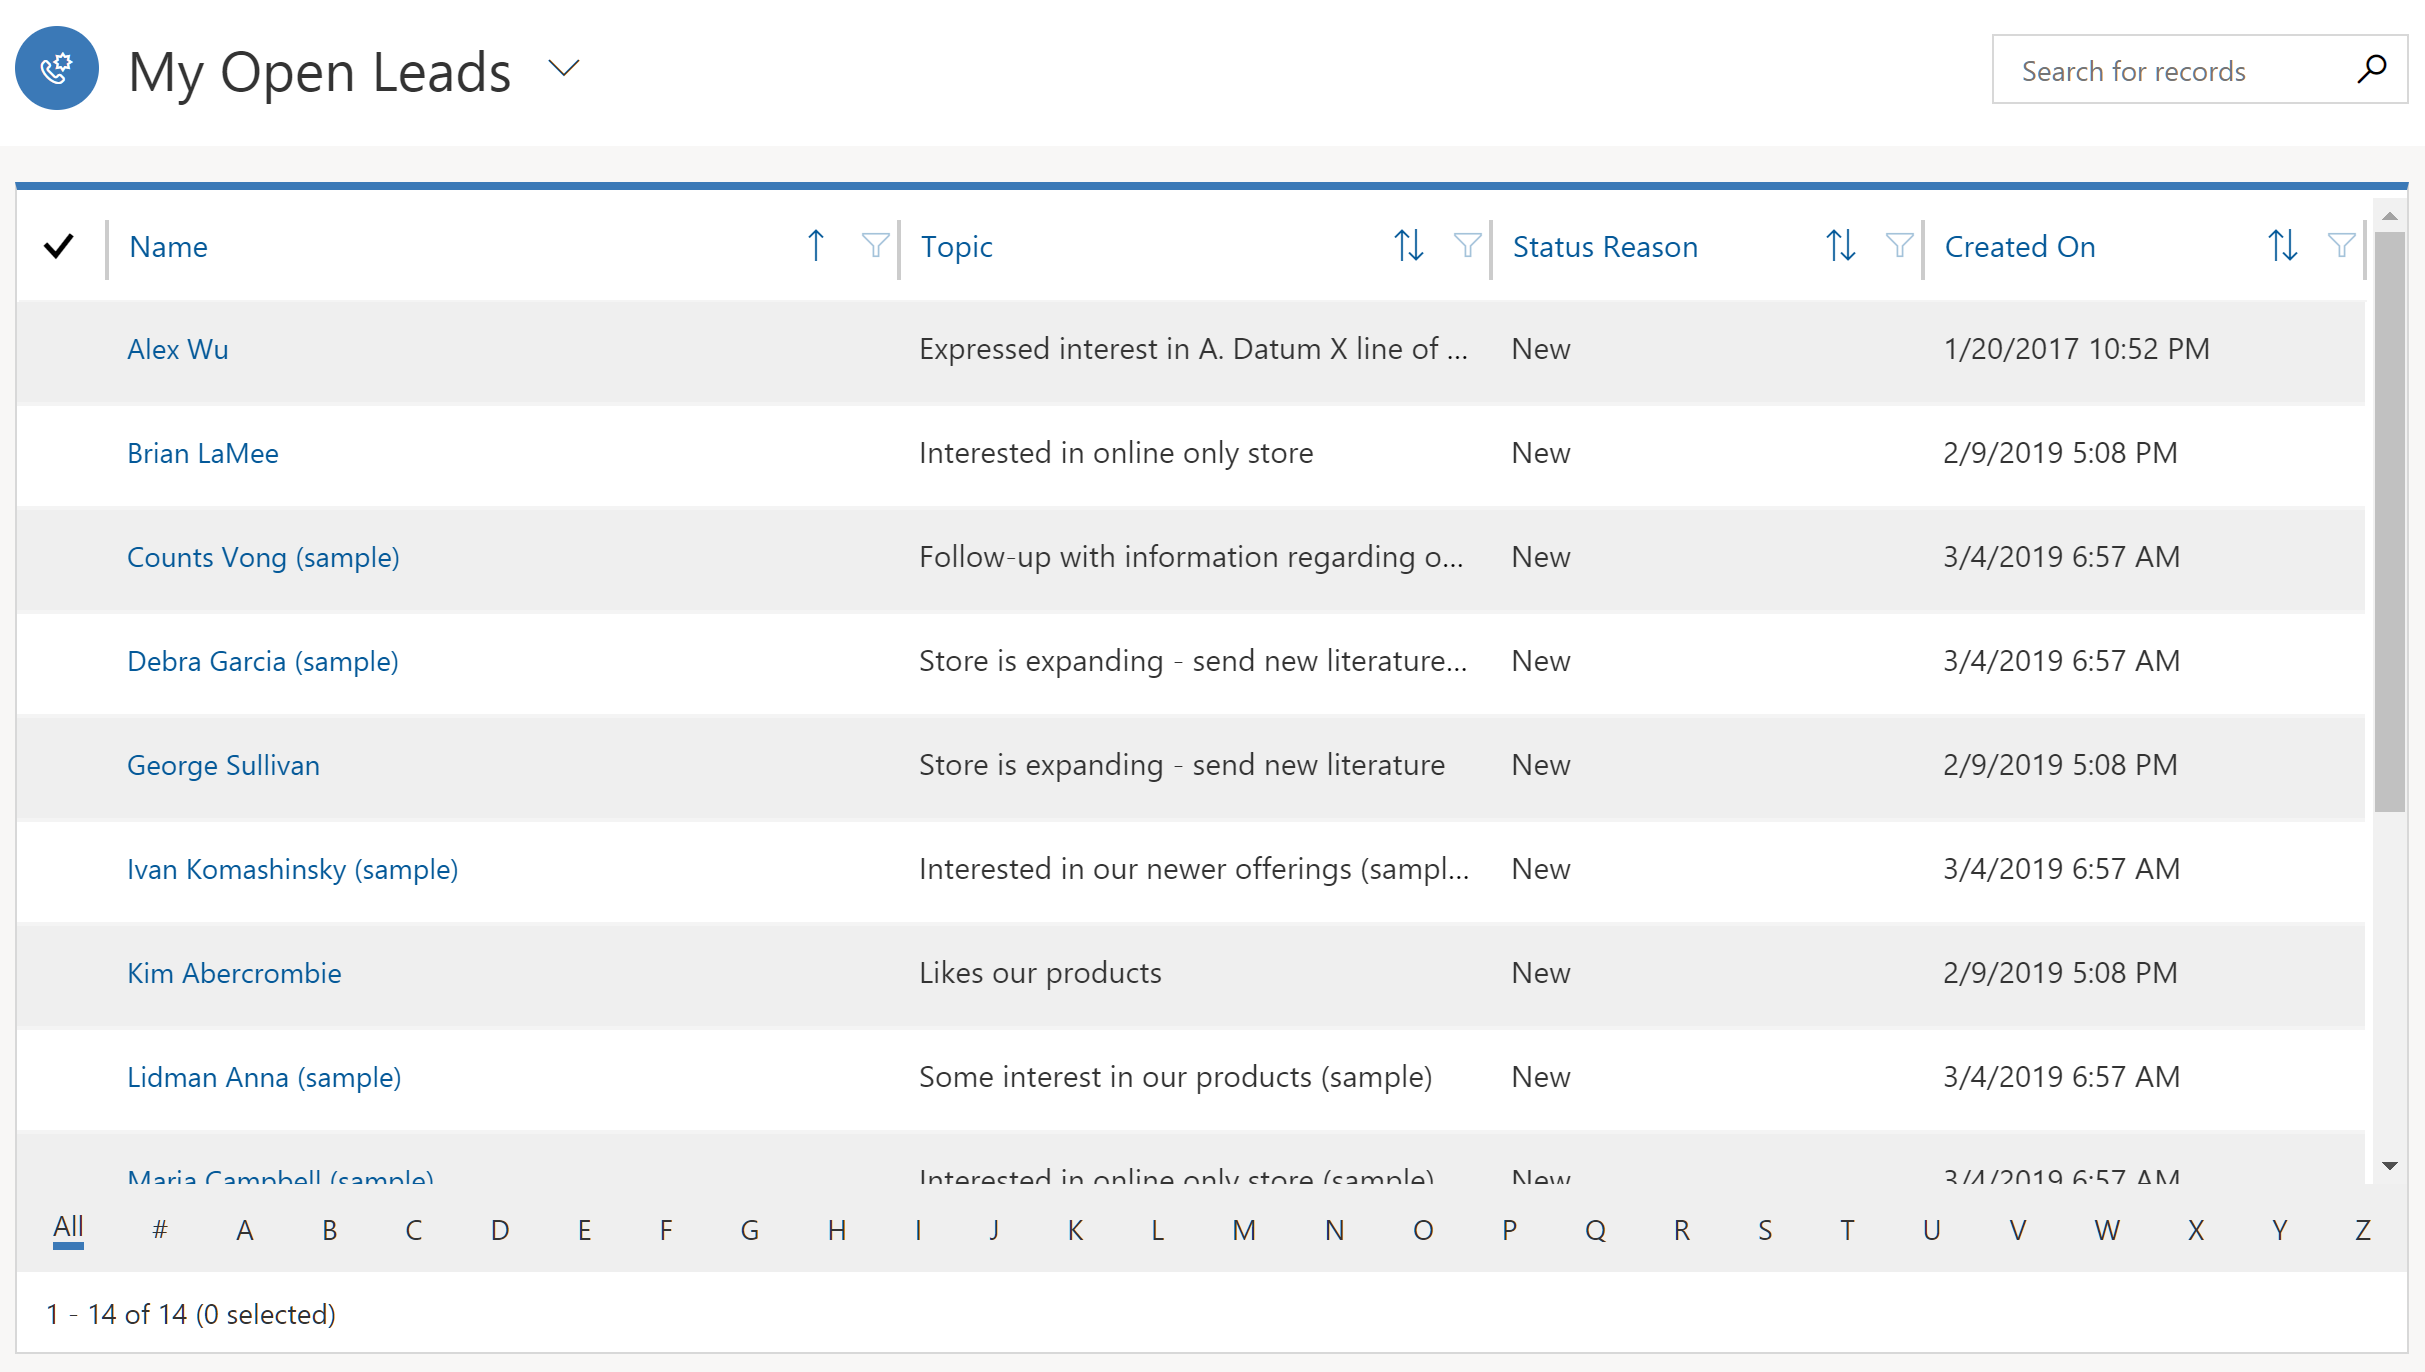 My Open Leads
Search for records
Name Topic Status Reason Created On
Alex Wu Expressed interest in A. Datum X line of ... New 1/20/2017 10:52 PM
Brian LaMee Interested in online only store New 2/9/2019 5:08 PM
Counts Vong (sample) Follow-up with information regarding o... New 3/4/2019 6:57 AM
Debra Garcia (sample) Store is expanding - send new literature... New 3/4/2019 6:57 AM
George Sullivan Store is expanding - send new literature New 2/9/2019 5:08 PM
Ivan Komashinsky (sample) Interested in our newer offerings (sampl... New 3/4/2019 6:57 AM
Kim Abercrombie Likes our products New 2/9/2019 5:08 PM
Lidman Anna (sample) Some interest in our products (sample) New 3/4/2019 6:57 AM
Maria Campbell (sample) Interested in online only store (sample) New 3/4/2019 6:57 AM
All # A B C D E F G H I J K L M N O P Q R S T U V W X Y Z
1 - 14 of 14 (0 selected)